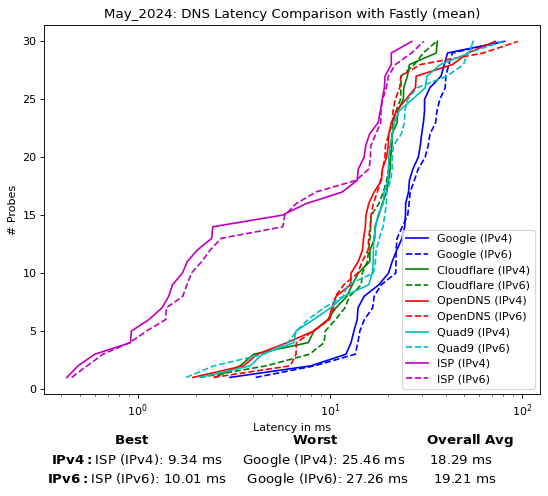 May_2024: DNS Latency Comparison with Fastly (mean)
30
25
20
15
10
5
0
# Probes
Google (IPv4)
Google (IPv6)
Cloudflare (IPv4)
Cloudflare (IPv6)
OpenDNS (IPv4)
OpenDNS (IPv6)
Quad9 (IPv4)
Quad9 (IPv6)
ISP (IPv4)
ISP (IPv6)
10⁰ 10¹ 10²
Latency in ms
Best Worst Overall Avg
IPv4: ISP (IPv4): 9.34 ms Google (IPv4): 25.46 ms 18.29 ms
IPv6: ISP (IPv6): 10.01 ms Google (IPv6): 27.26 ms 19.21 ms